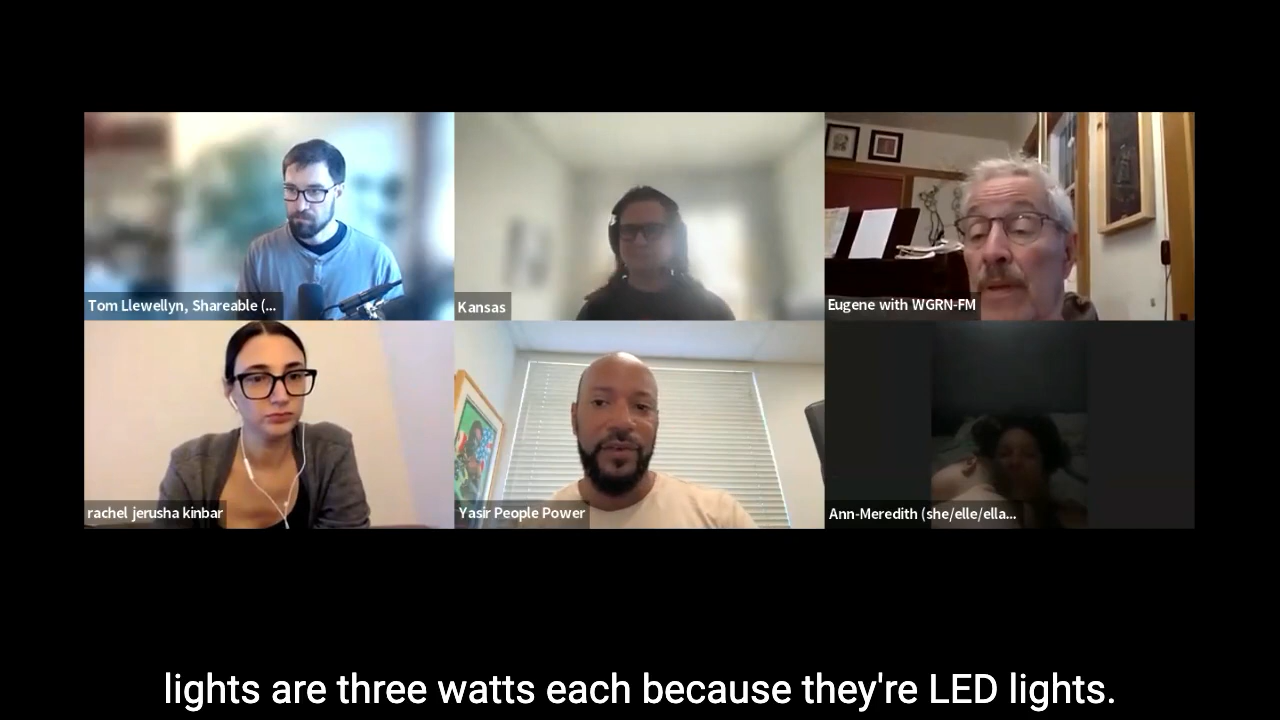 Tom Llewellyn, Shareable (...
Kansas
Eugene with WGRN-FM
rachel jerusha kinbar
Yasir People Power
Ann-Meredith (she/elle/ella...
lights are three watts each because they're LED lights.